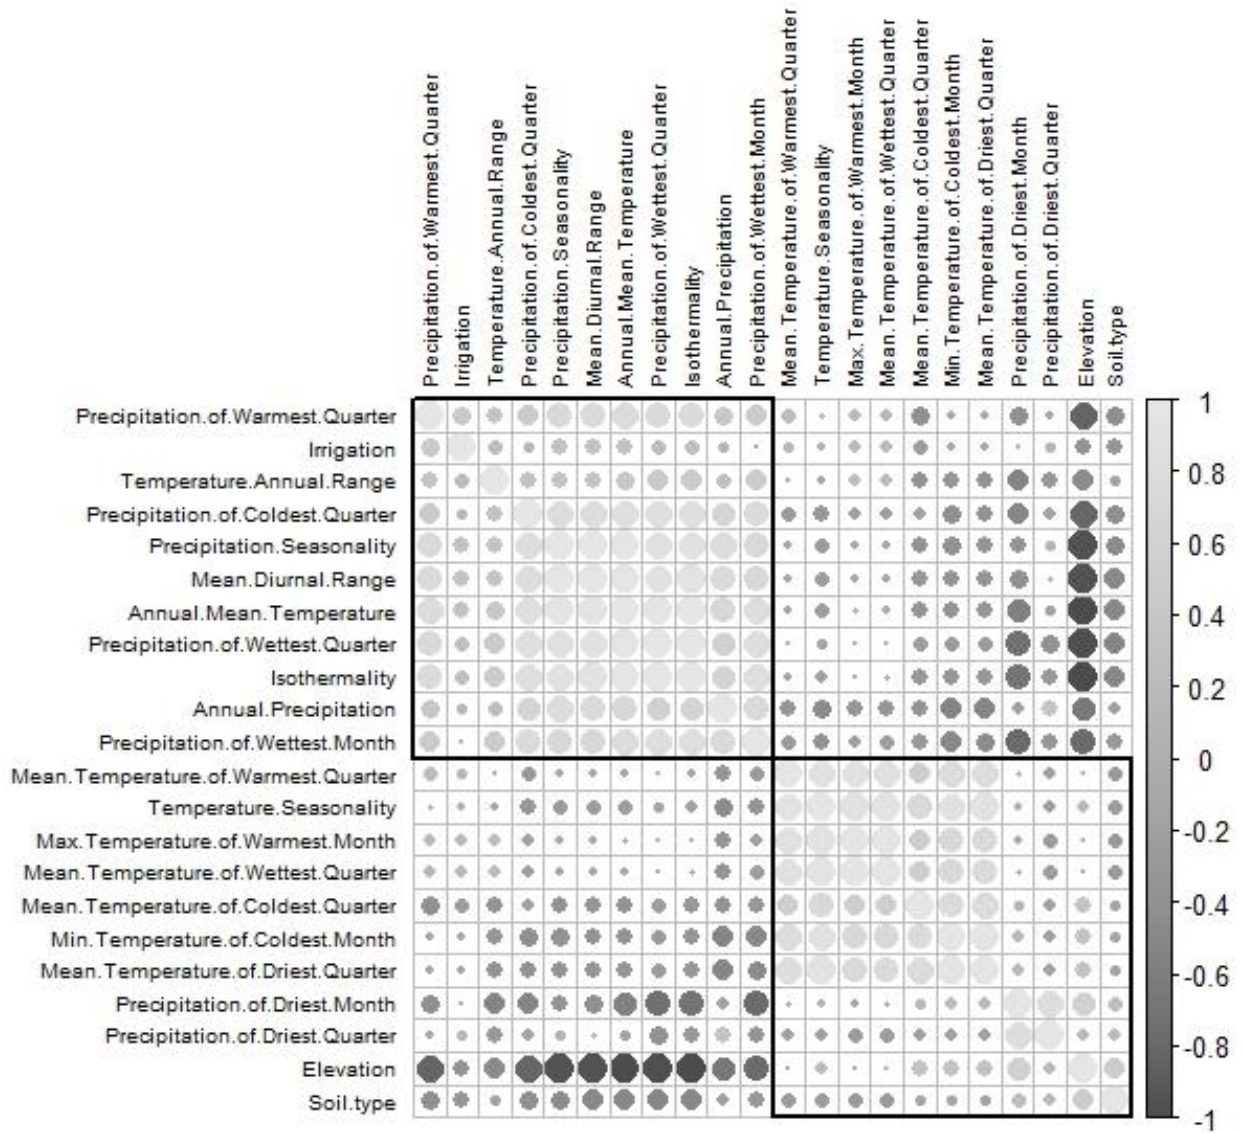 Precipitation.of.Warmest.Quarter
Irrigation
Temperature.Annual.Range
Precipitation.of.Coldest.Quarter
Precipitation.Seasonality
Mean.Diurnal.Range
Annual.Mean.Temperature
Precipitation.of.Wettest.Quarter
Isothermality
Annual.Precipitation
Precipitation.of.Wettest.Month
Mean.Temperature.of.Warmest.Quarter
Temperature.Seasonality
Max.Temperature.of.Warmest.Month
Mean.Temperature.of.Wettest.Quarter
Mean.Temperature.of.Coldest.Quarter
Min.Temperature.of.Coldest.Month
Mean.Temperature.of.Driest.Quarter
Precipitation.of.Driest.Month
Precipitation.of.Driest.Quarter
Elevation
Soil.type
Precipitation.of.Warmest.Quarter
Irrigation
Temperature.Annual.Range
Precipitation.of.Coldest.Quarter
Precipitation.Seasonality
Mean.Diurnal.Range
Annual.Mean.Temperature
Precipitation.of.Wettest.Quarter
Isothermality
Annual.Precipitation
Precipitation.of.Wettest.Month
Mean.Temperature.of.Warmest.Quarter
Temperature.Seasonality
Max.Temperature.of.Warmest.Month
Mean.Temperature.of.Wettest.Quarter
Mean.Temperature.of.Coldest.Quarter
Min.Temperature.of.Coldest.Month
Mean.Temperature.of.Driest.Quarter
Precipitation.of.Driest.Month
Precipitation.of.Driest.Quarter
Elevation
Soil.type
1
0.8
0.6
0.4
0.2
0
-0.2
-0.4
-0.6
-0.8
-1